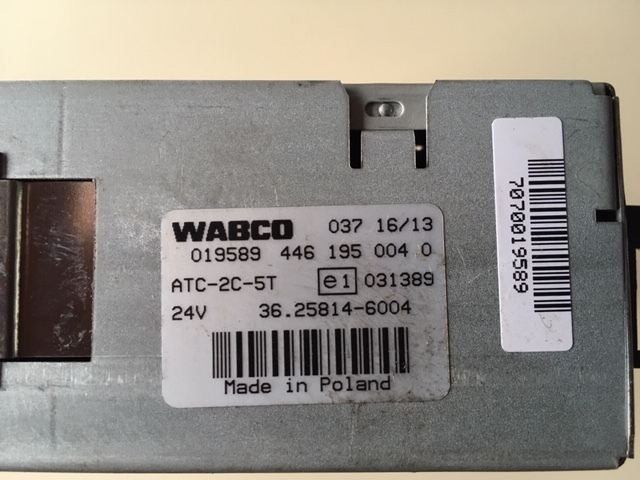 WABCO 037 16/13
019589 446 195 004 0
ATC-2C-5T e1 031389
24V 36.25814-6004
Made in Poland
70700019589